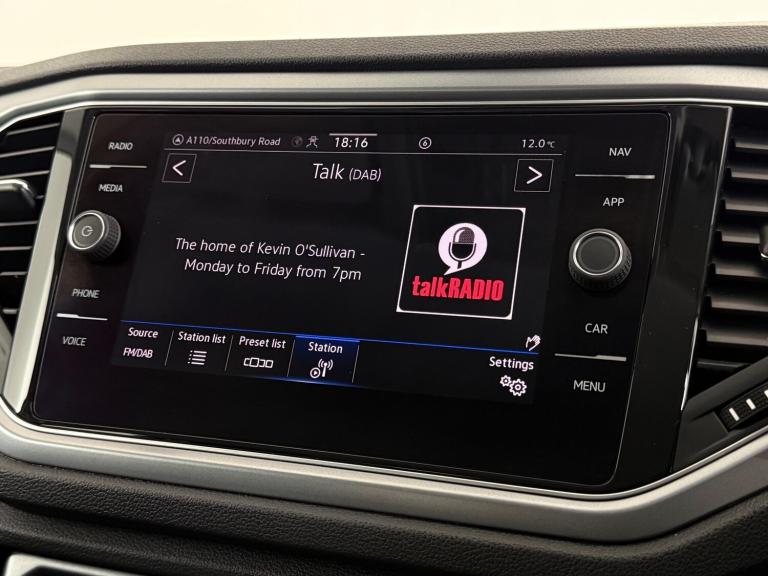 RADIO
MEDIA
PHONE
VOICE
A110/Southbury Road
18:16
6
12.0°C
<
Talk (DAB)
>
The home of Kevin O'Sullivan -
Monday to Friday from 7pm
talkRADIO
Source
FM/DAB
Station list
Preset list
Station
Settings
NAV
APP
CAR
MENU